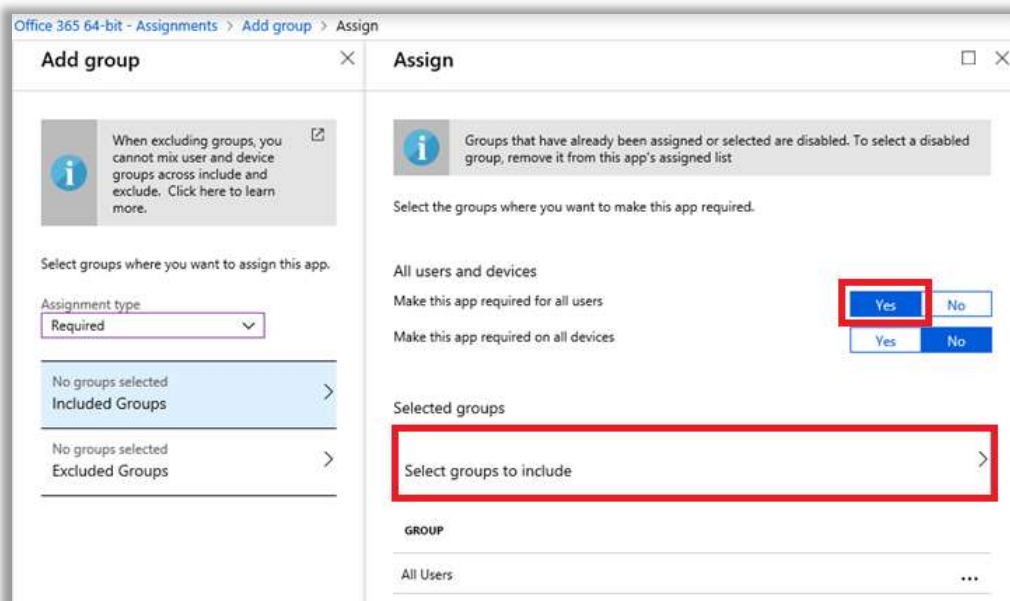 Office 365 64-bit - Assignments > Add group > Assign
Add group
When excluding groups, you
cannot mix user and device
groups across include and
exclude. Click here to learn
more.
Select groups where you want to assign this app.
Assignment type
Required
No groups selected
Included Groups
No groups selected
Excluded Groups
Assign
Groups that have already been assigned or selected are disabled. To select a disabled
group, remove it from this app's assigned list
Select the groups where you want to make this app required.
All users and devices
Make this app required for all users
Yes No
Make this app required on all devices
Yes No
Selected groups
Select groups to include
GROUP
All Users